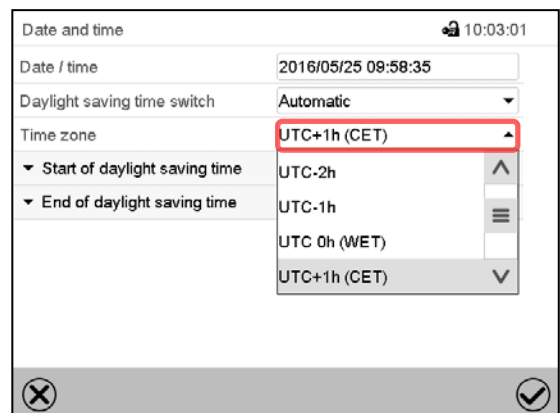 Date and time 10:03:01
Date / time 2016/05/25 09:58:35
Daylight saving time switch Automatic
Time zone UTC+1h (CET)
Start of daylight saving time UTC-2h
UTC-1h
End of daylight saving time
UTC 0h (WET)
UTC+1h (CET)